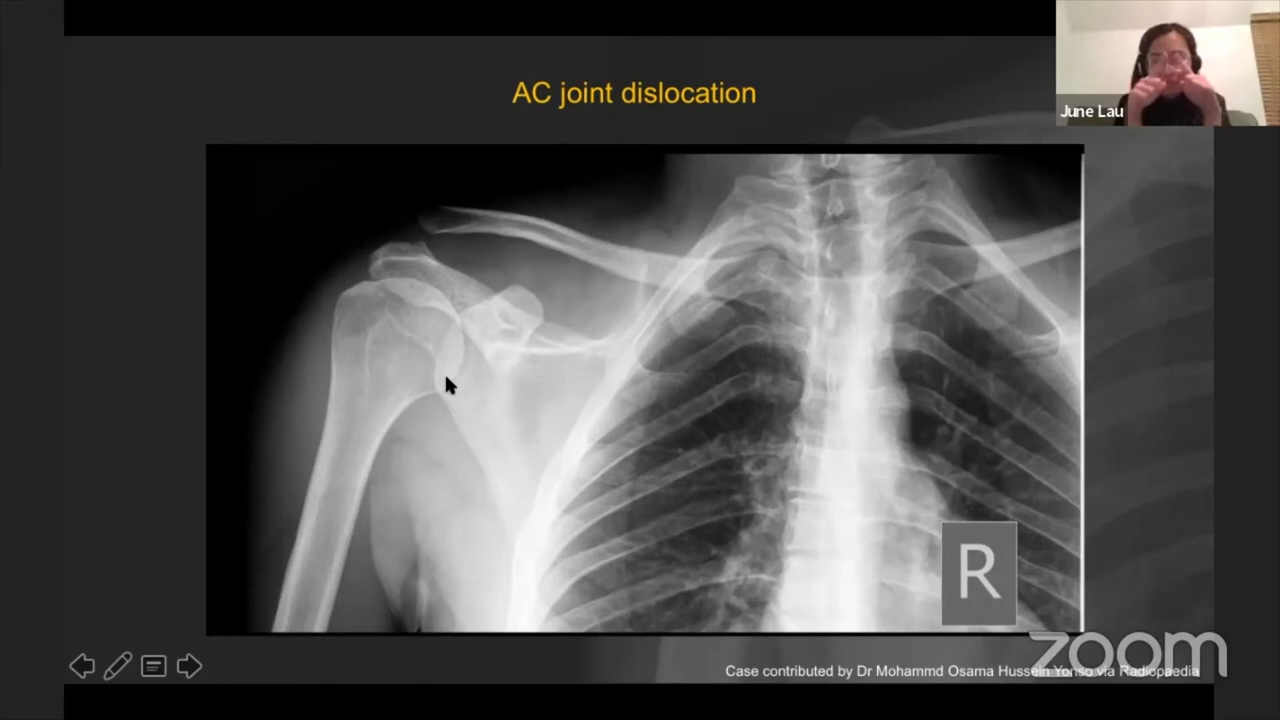 AC joint dislocation
June Lau
R
Case contributed by Dr Mohammd Osama Hussein Yonso via Radiopaedia
zoom